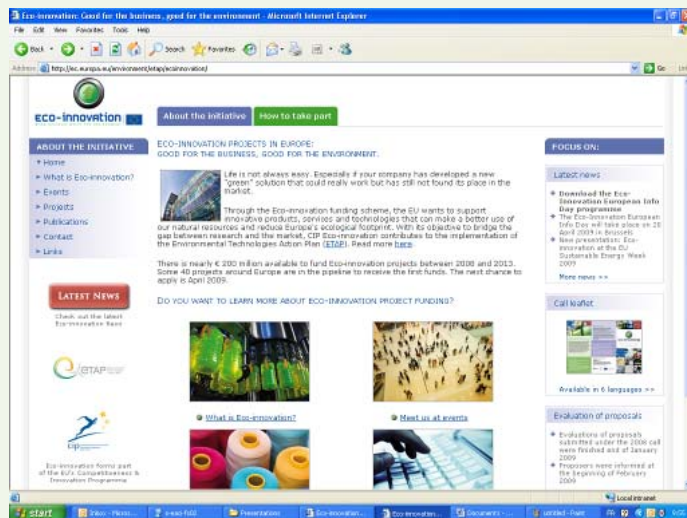 Eco-innovation: Good for the business, good for the environment - Microsoft Internet Explorer
File Edit View Favorites Tools Help
Back Search Favorites
Address http://ec.europa.eu/environment/etap/ecoinnovation/ Go
ECO-INNOVATION
About the initiative How to take part
ABOUT THE INITIATIVE
Home
What is Eco-innovation?
Events
Projects
Publications
Contact
Links
LATEST NEWS
Check out the latest
Eco-innovation News
ETAP
cip
Eco-innovation forms part
of the EU's Competitiveness &
Innovation Programme
ECO-INNOVATION PROJECTS IN EUROPE:
GOOD FOR THE BUSINESS, GOOD FOR THE ENVIRONMENT.
Life is not always easy. Especially if your company has developed a new
"green" solution that could really work but has still not found its place in the
market.
Through the Eco-innovation funding scheme, the EU wants to support
innovative products, services and technologies that can make a better use of
our natural resources and reduce Europe's ecological footprint. With its objective to bridge the
gap between research and the market, CIP Eco-innovation contributes to the implementation of
the Environmental Technologies Action Plan (ETAP). Read more here.
There is nearly € 200 million available to fund Eco-innovation projects between 2008 and 2013.
Some 40 projects around Europe are in the pipeline to receive the first funds. The next chance to
apply is April 2009.
DO YOU WANT TO LEARN MORE ABOUT ECO-INNOVATION PROJECT FUNDING?
What is Eco-innovation?
Meet us at events
FOCUS ON:
Latest news
Download the Eco-
Innovation European Info
Day programme
The Eco-Innovation European
Info Day will take place on 20
April 2009 in Brussels
New presentation: Eco-
innovation at the EU
Sustainable Energy Week
2009
More news >>
Call leaflet
Available in 6 languages >>
Evaluation of proposals
Evaluations of proposals
submitted under the 2008 call
were finished end of January
2009
Proposers were informed at
the beginning of February
2009
Local intranet
start Presentations Eco-innovation... Eco-innovation... Documents - ... untitled - Paint